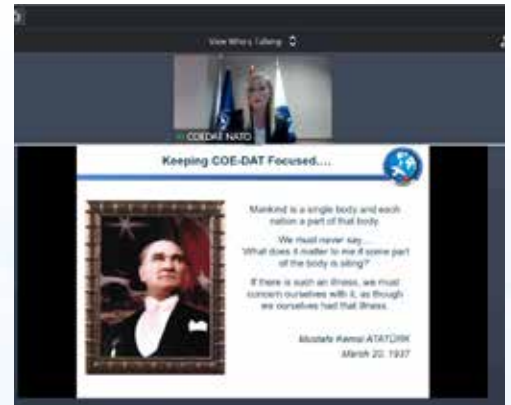 View Who's Talking
COEDAT NATO
Keeping COE-DAT Focused....
Mankind is a single body and each
nation a part of that body.
We must never say....
What does it matter to me if some part
of the body is ailing?
If there is such an illness, we must
concern ourselves with it, as though
we ourselves had that illness.
Mustafa Kemal ATATÜRK
March 20, 1937